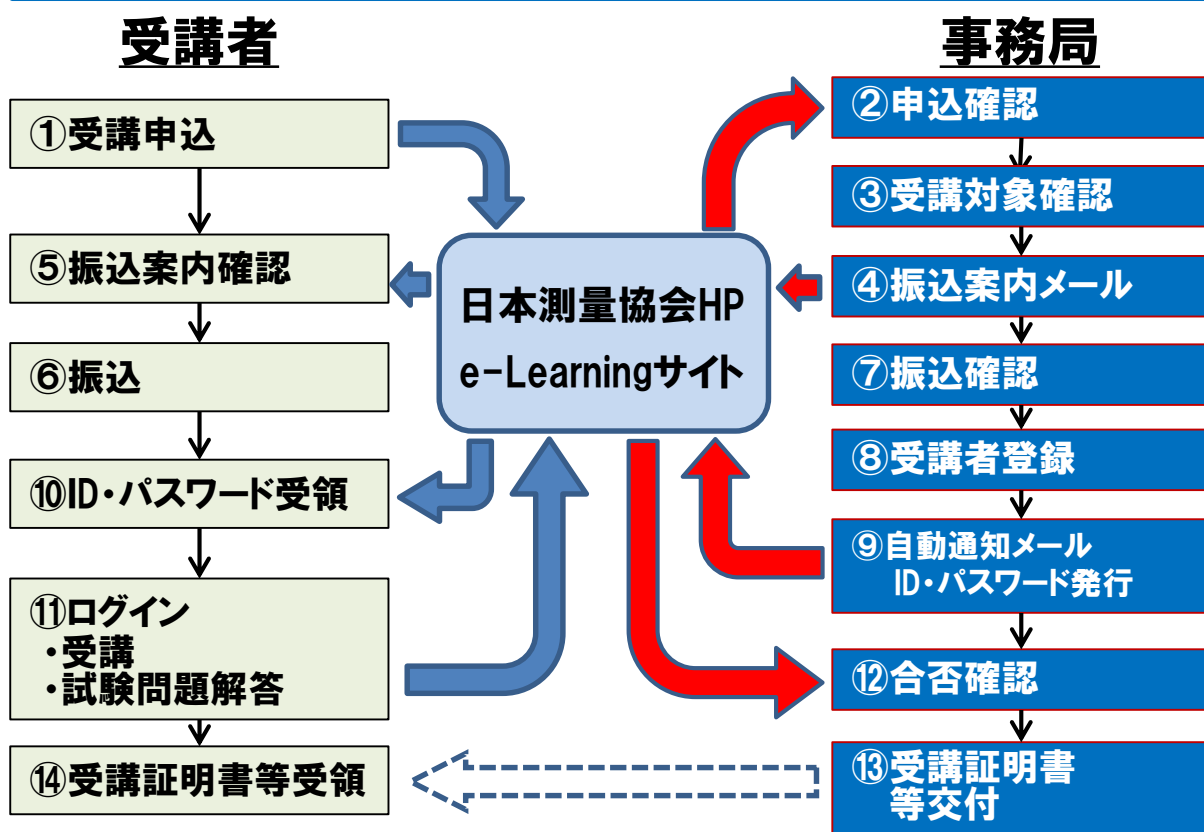 受講者
事務局
①受講申込
②申込確認
③受講対象確認
⑤振込案内確認
日本測量協会HP
e-Learningサイト
④振込案内メール
⑥振込
⑦振込確認
⑧受講者登録
⑩ID・パスワード受領
⑨自動通知メール
ID・パスワード発行
⑪ログイン
・受講
・試験問題解答
⑫合否確認
⑭受講証明書等受領
⑬受講証明書
等交付